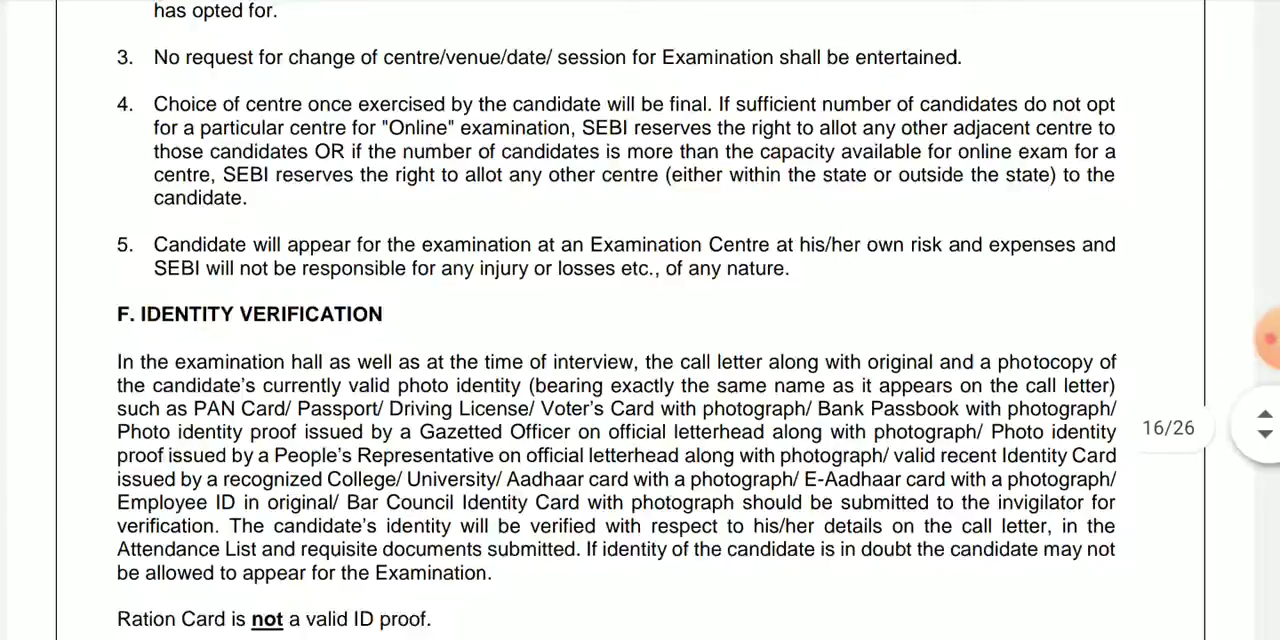 has opted for.
3. No request for change of centre/venue/date/ session for Examination shall be entertained.
4. Choice of centre once exercised by the candidate will be final. If sufficient number of candidates do not opt
for a particular centre for "Online" examination, SEBI reserves the right to allot any other adjacent centre to
those candidates OR if the number of candidates is more than the capacity available for online exam for a
centre, SEBI reserves the right to allot any other centre (either within the state or outside the state) to the
candidate.
5. Candidate will appear for the examination at an Examination Centre at his/her own risk and expenses and
SEBI will not be responsible for any injury or losses etc., of any nature.
F. IDENTITY VERIFICATION
In the examination hall as well as at the time of interview, the call letter along with original and a photocopy of
the candidate’s currently valid photo identity (bearing exactly the same name as it appears on the call letter)
such as PAN Card/ Passport/ Driving License/ Voter’s Card with photograph/ Bank Passbook with photograph/
Photo identity proof issued by a Gazetted Officer on official letterhead along with photograph/ Photo identity
proof issued by a People’s Representative on official letterhead along with photograph/ valid recent Identity Card
issued by a recognized College/ University/ Aadhaar card with a photograph/ E-Aadhaar card with a photograph/
Employee ID in original/ Bar Council Identity Card with photograph should be submitted to the invigilator for
verification. The candidate’s identity will be verified with respect to his/her details on the call letter, in the
Attendance List and requisite documents submitted. If identity of the candidate is in doubt the candidate may not
be allowed to appear for the Examination.
Ration Card is not a valid ID proof.
16/26